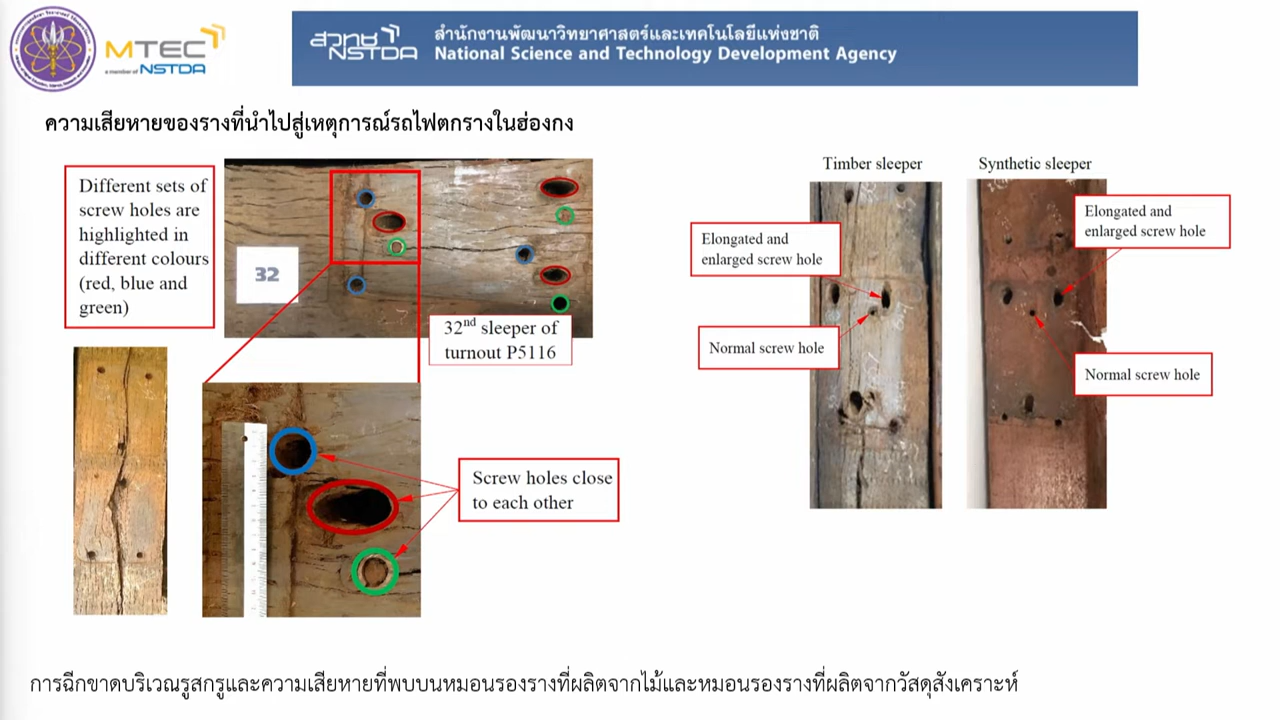 MTEC
a member of NSTDA
สวทช
NSTDA
สำนักงานพัฒนาวิทยาศาสตร์และเทคโนโลยีแห่งชาติ
National Science and Technology Development Agency
ความเสียหายของรางที่นำไปสู่เหตุการณ์รถไฟตกรางในฮ่องกง
Different sets of
screw holes are
highlighted in
different colours
(red, blue and
green)
32
32nd sleeper of
turnout P5116
Screw holes close
to each other
Timber sleeper
Synthetic sleeper
Elongated and
enlarged screw hole
Normal screw hole
Elongated and
enlarged screw hole
Normal screw hole
การฉีกขาดบริเวณรูสกรูและความเสียหายที่พบบนหมอนรองรางที่ผลิตจากไม้และหมอนรองรางที่ผลิตจากวัสดุสังเคราะห์